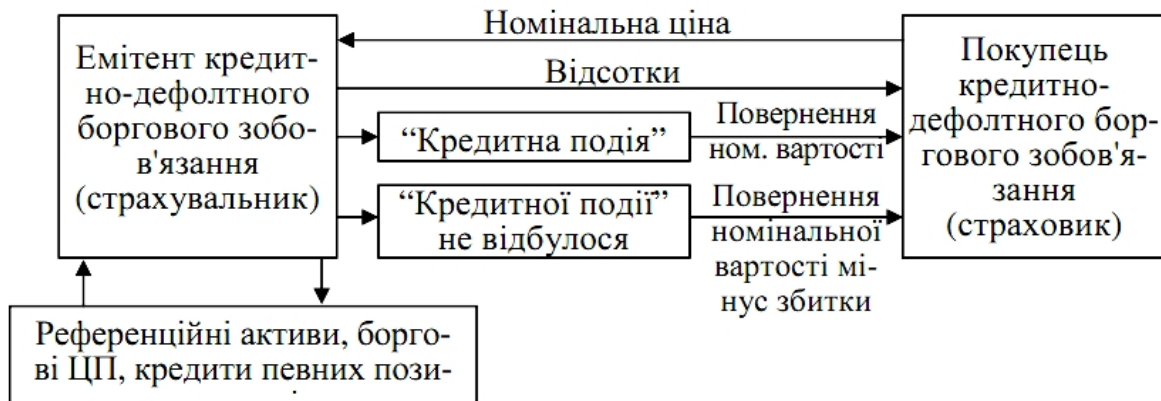 Емітент кредит-
но-дефолтного
боргового зобо-
в'язання
(страхувальник)
Номінальна ціна
Відсотки
“Кредитна подія”
Повернення
ном. вартості
“Кредитної події”
не відбулося
Повернення
номінальної
вартості мі-
нус збитки
Покупець
кредитно-
дефолтного бор-
гового зобов'я-
зання
(страховик)
Референційні активи, борго-
ві ЦП, кредити певних пози-